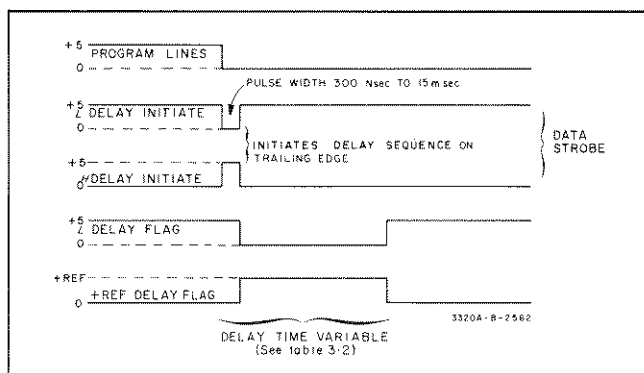 +5
PROGRAM LINES
0
PULSE WIDTH 300 Nsec TO 15 msec
+5
L DELAY INITIATE
0
INITIATES DELAY SEQUENCE ON
TRAILING EDGE
DATA
STROBE
+5
H DELAY INITIATE
0
+5
L DELAY FLAG
0
+REF
0
+REF DELAY FLAG
3320A-B-2562
DELAY TIME VARIABLE
(See table 3-2)